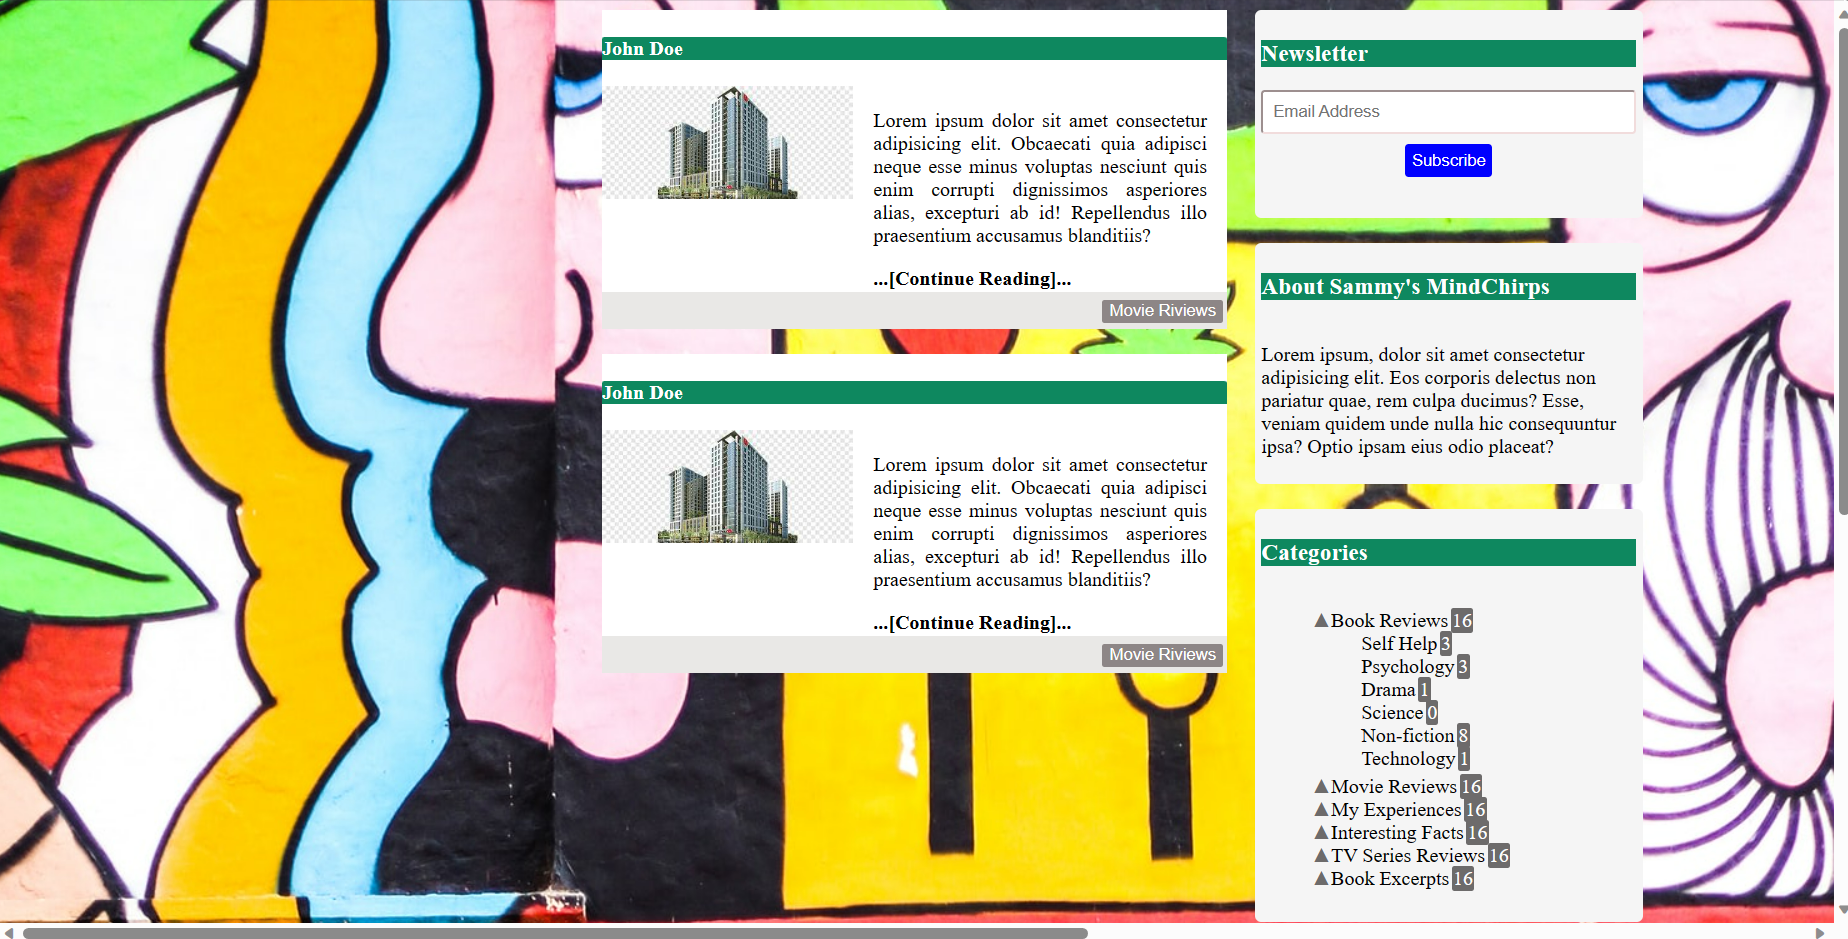 John Doe
Lorem ipsum dolor sit amet consectetur
adipisicing elit. Obcaecati quia adipisci
neque esse minus voluptas nesciunt quis
enim corrupti dignissimos asperiores
alias, excepturi ab id! Repellendus illo
praesentium accusamus blanditiis?
...[Continue Reading]...
Movie Riviews
John Doe
Lorem ipsum dolor sit amet consectetur
adipisicing elit. Obcaecati quia adipisci
neque esse minus voluptas nesciunt quis
enim corrupti dignissimos asperiores
alias, excepturi ab id! Repellendus illo
praesentium accusamus blanditiis?
...[Continue Reading]...
Movie Riviews
Newsletter
Email Address
Subscribe
About Sammy's MindChirps
Lorem ipsum, dolor sit amet consectetur
adipisicing elit. Eos corporis delectus non
pariatur quae, rem culpa ducimus? Esse,
veniam quidem unde nulla hic consequuntur
ipsa? Optio ipsam eius odio placeat?
Categories
▲Book Reviews 16
Self Help 3
Psychology 3
Drama 1
Science 0
Non-fiction 8
Technology 1
▲Movie Reviews 16
▲My Experiences 16
▲Interesting Facts 16
▲TV Series Reviews 16
▲Book Excerpts 16